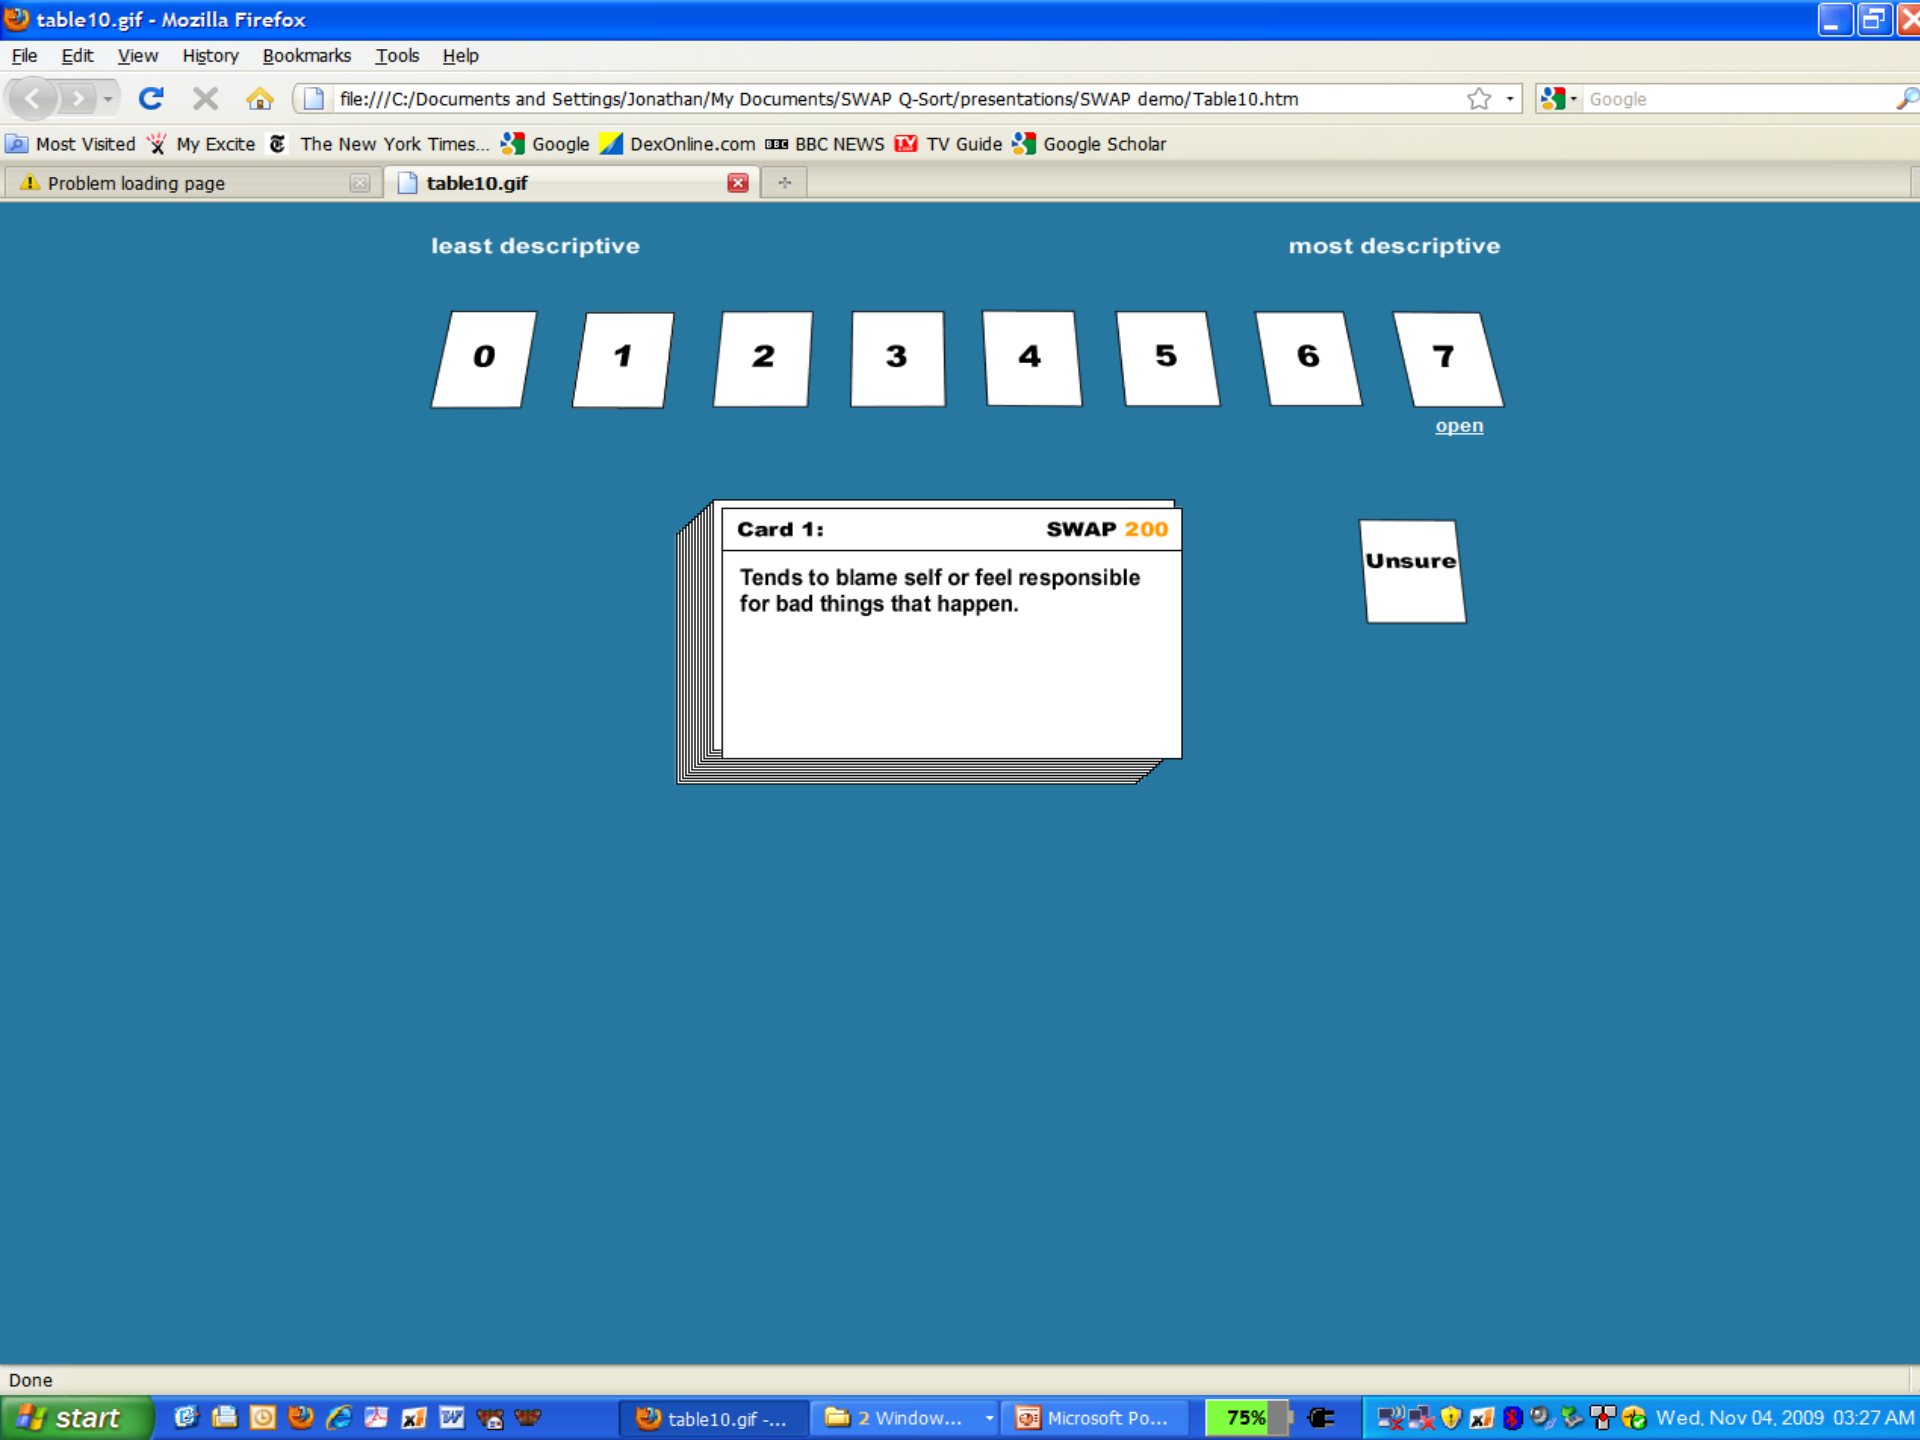 table10.gif - Mozilla Firefox
File Edit View History Bookmarks Tools Help
file:///C:/Documents and Settings/Jonathan/My Documents/SWAP Q-Sort/presentations/SWAP demo/Table10.htm Google
Most Visited My Excite The New York Times... Google DexOnline.com BBC BBC NEWS TV TV Guide Google Scholar
Problem loading page table10.gif
least descriptive most descriptive
0 1 2 3 4 5 6 7
open
Card 1: SWAP 200
Tends to blame self or feel responsible
for bad things that happen.
Unsure
Done
start table10.gif -... 2 Window... Microsoft Po... 75% Wed, Nov 04, 2009 03:27 AM